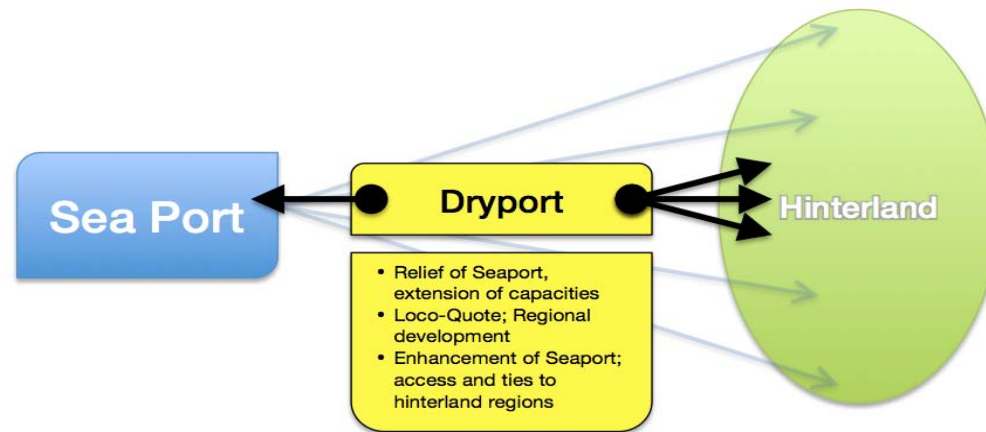 Sea Port
Dryport
Hinterland
• Relief of Seaport,
extension of capacities
• Loco-Quote; Regional
development
• Enhancement of Seaport;
access and ties to
hinterland regions